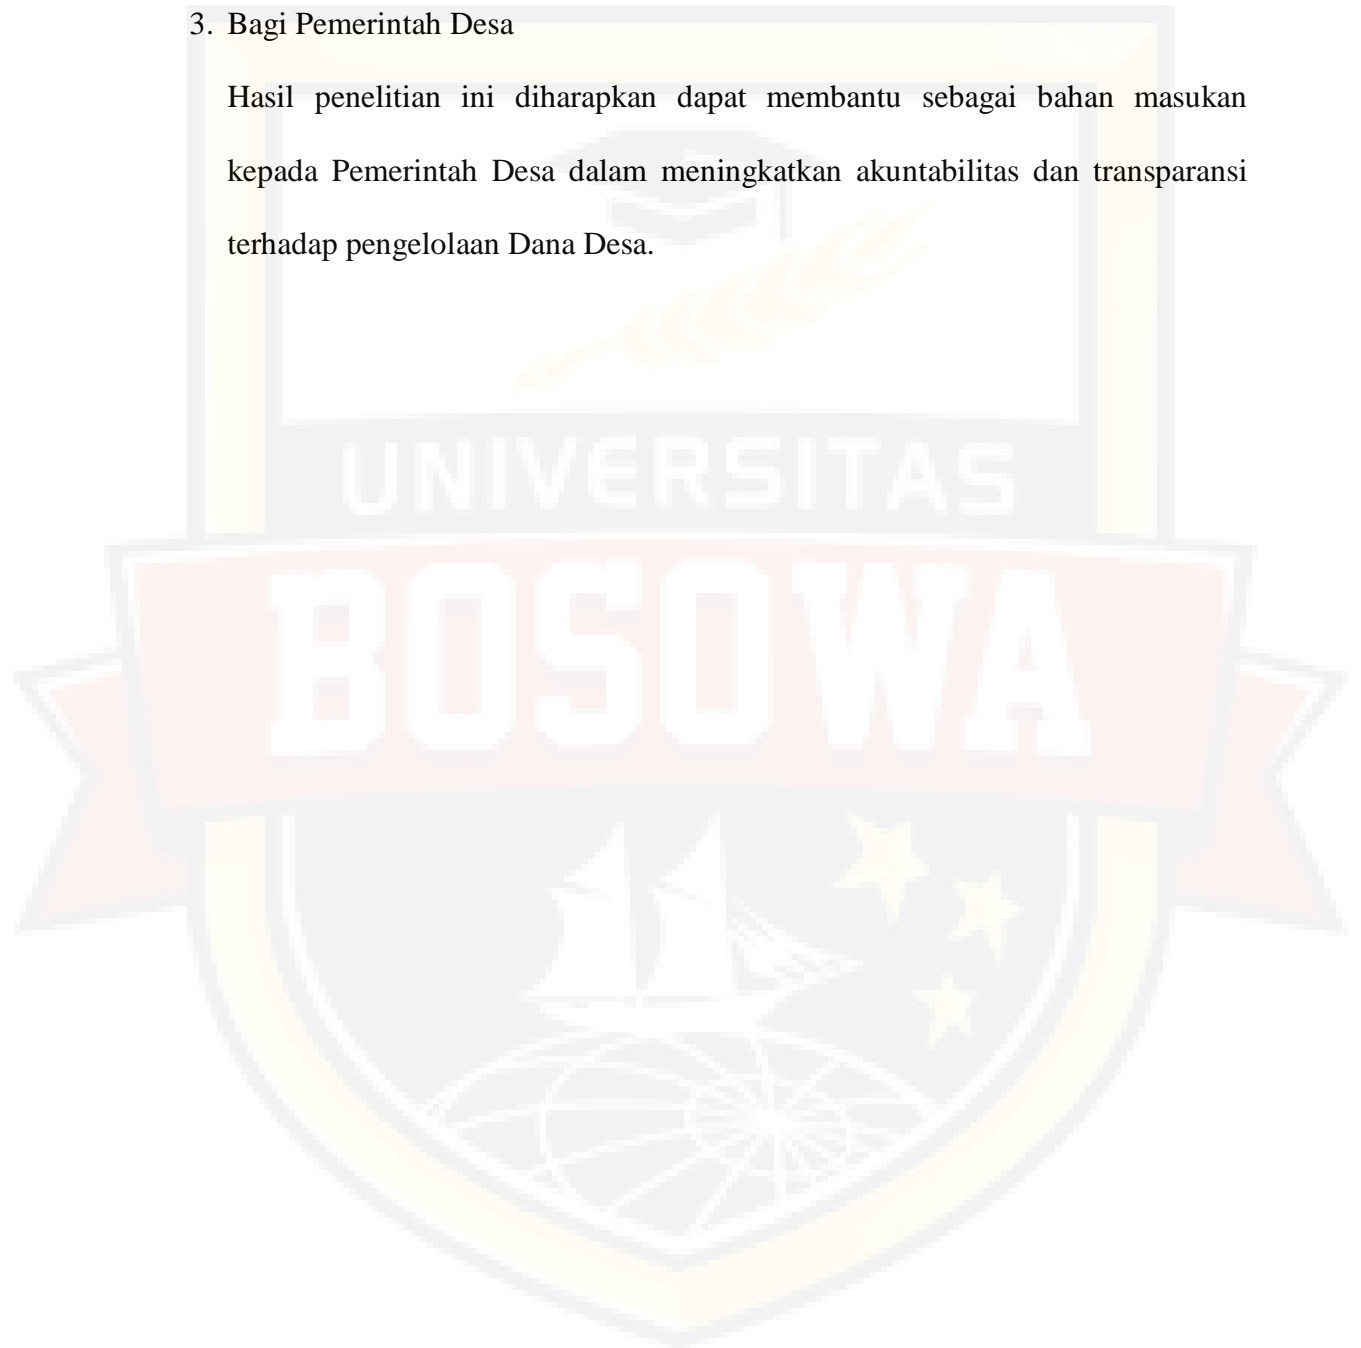 3. Bagi Pemerintah Desa
Hasil penelitian ini diharapkan dapat membantu sebagai bahan masukan
kepada Pemerintah Desa dalam meningkatkan akuntabilitas dan transparansi
terhadap pengelolaan Dana Desa.
UNIVERSITAS
BOSOWA